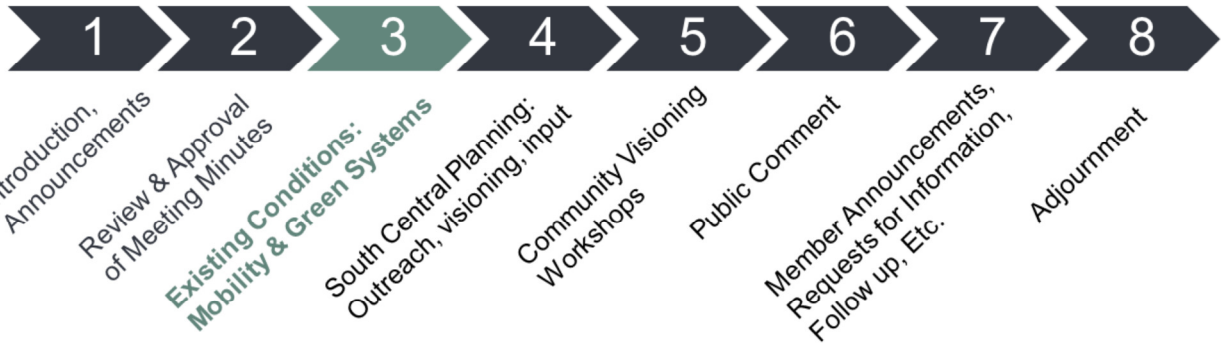 1 2 3 4 5 6 7 8
Announcements
Review & Approval
of Meeting Minutes
Existing Conditions:
Mobility & Green Systems
South Central Planning:
Outreach, visioning, input
Community Visioning
Workshops
Public Comment
Member Announcements,
Requests for Information,
Follow up, Etc.
Adjournment